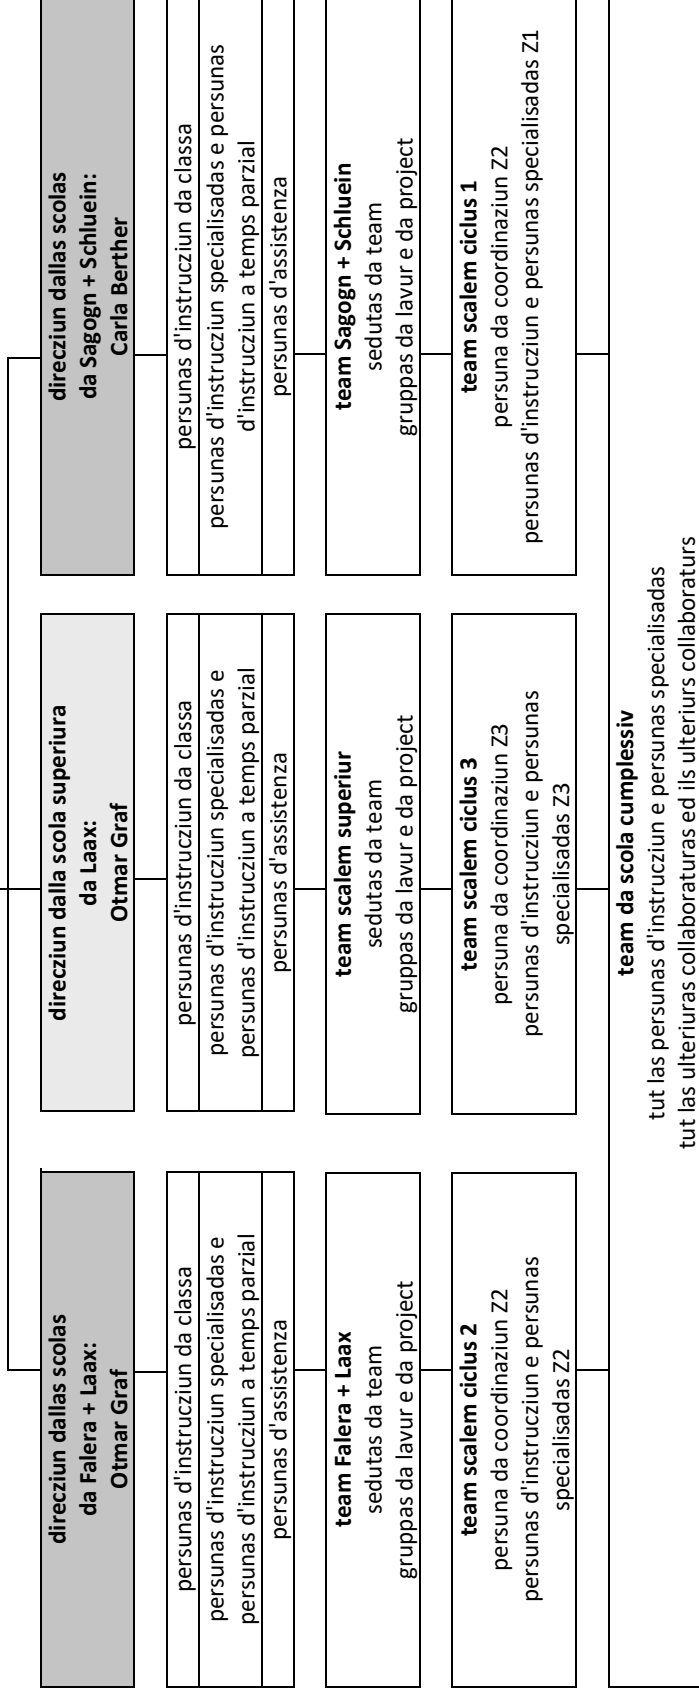 direcziun dallas scolas
da Falera + Laax:
Otmar Graf
persunas d'instrucziun da classa
persunas d'instrucziun specialisadas e
persunas d'instrucziun a temps parzial
persunas d'assistenza
team Falera + Laax
sedutas da team
gruppas da lavur e da project
team scalem ciclus 2
persuna da coordinaziun Z2
persunas d'instrucziun e persunas
specialisadas Z2
direcziun dalla scola superiura
da Laax:
Otmar Graf
persunas d'instrucziun da classa
persunas d'instrucziun specialisadas e
persunas d'instrucziun a temps parzial
persunas d'assistenza
team scalem superiur
sedutas da team
gruppas da lavur e da project
team scalem ciclus 3
persuna da coordinaziun Z3
persunas d'instrucziun e persunas
specialisadas Z3
direcziun dallas scolas
da Sagogn + Schluein:
Carla Berther
persunas d'instrucziun da classa
persunas d'instrucziun specialisadas e persunas
d'instrucziun a temps parzial
persunas d'assistenza
team Sagogn + Schluein
sedutas da team
gruppas da lavur e da project
team scalem ciclus 1
persuna da coordinaziun Z2
persunas d'instrucziun e persunas specialisadas Z1
team da scola cumplessiv
tut las persunas d'instrucziun e persunas specialisadas
tut las ulteriuras collaboraturas ed ils ulteriurs collaboraturs